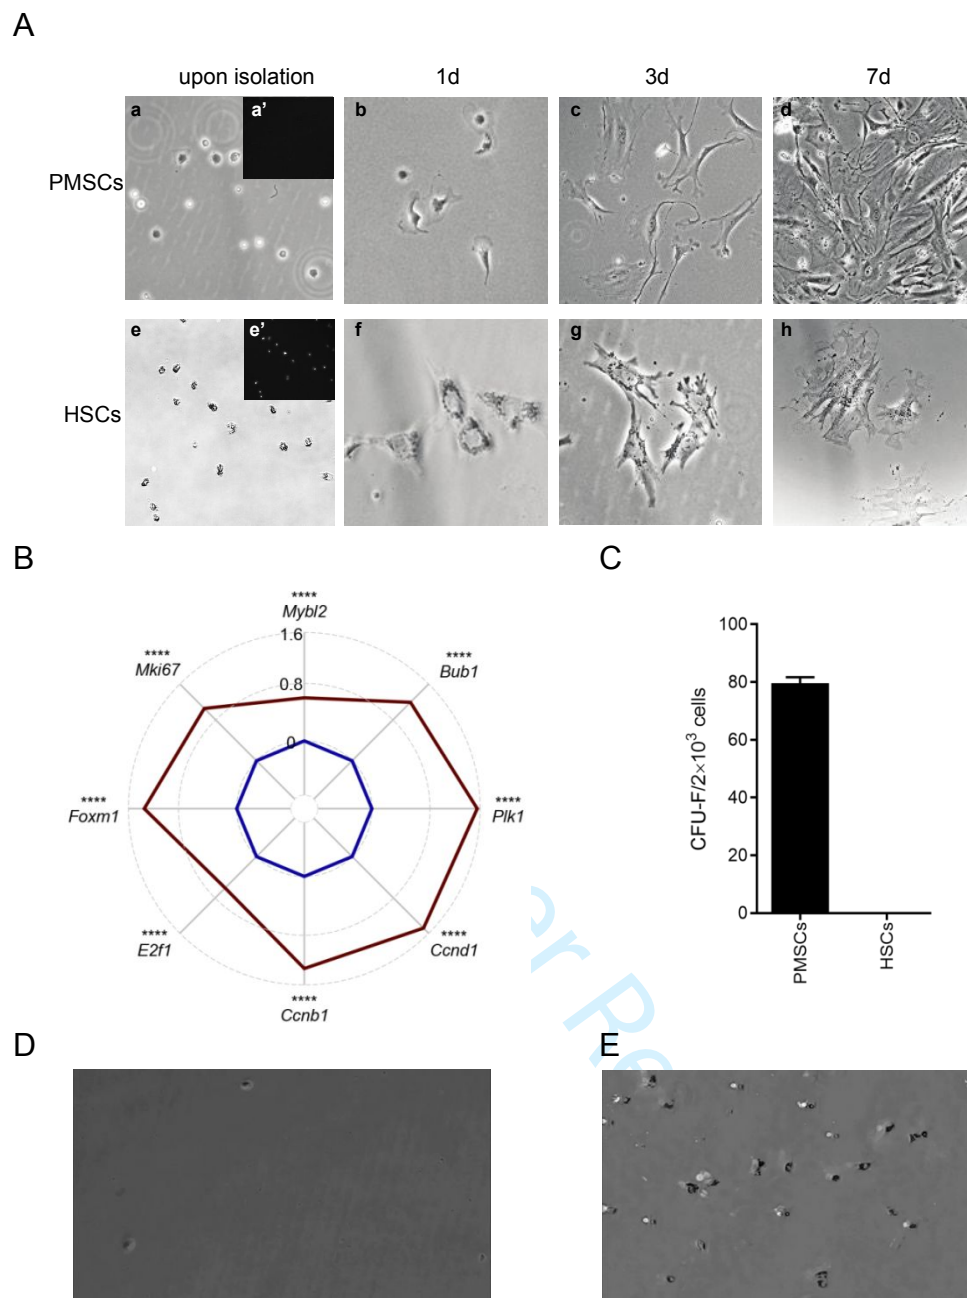 A
upon isolation 1d 3d 7d
PMSCs
a a' b c d
HSCs
e e' f g h
B
****
Mybl2
1.6
0.8
0
****
Bub1
****
Plk1
****
Ccnd1
****
Ccnb1
****
E2f1
****
Foxm1
****
Mki67
C
CFU-F/2×10³ cells
100
80
60
40
20
0
PMSCs
HSCs
D
E